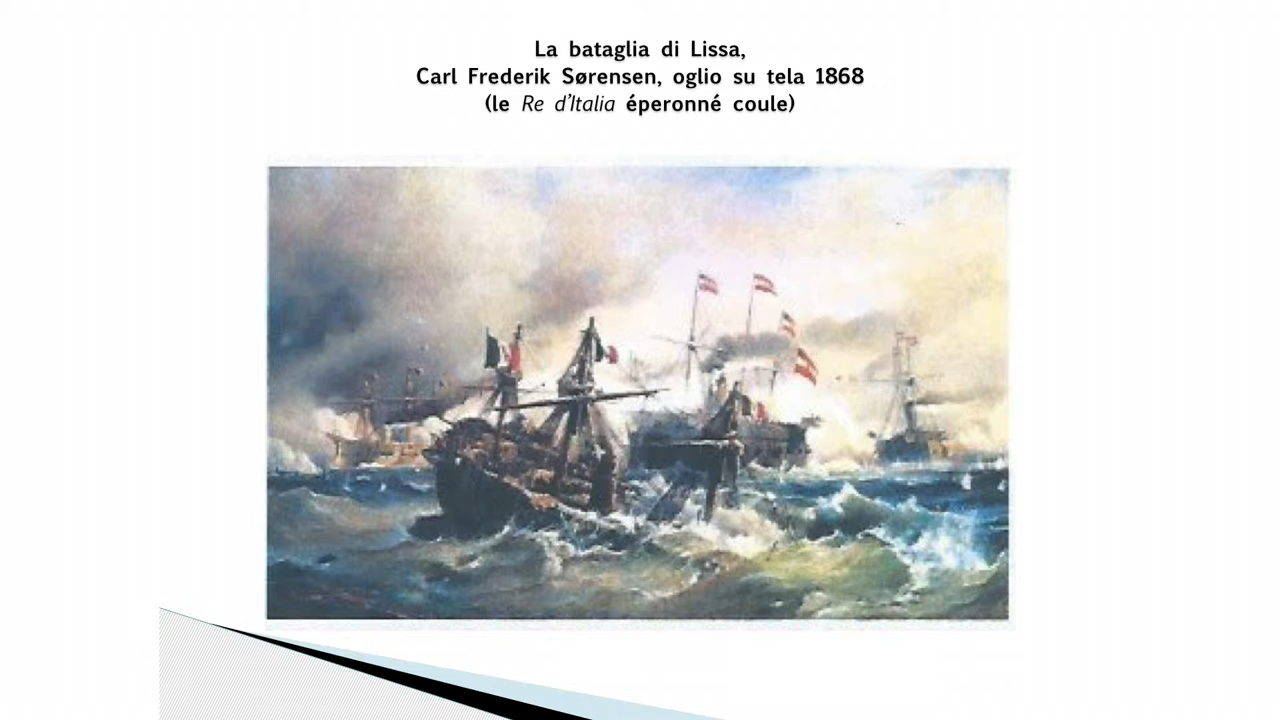 La bataglia di Lissa,
Carl Frederik Sørensen, oglio su tela 1868
(le Re d’Italia éperonné coule)